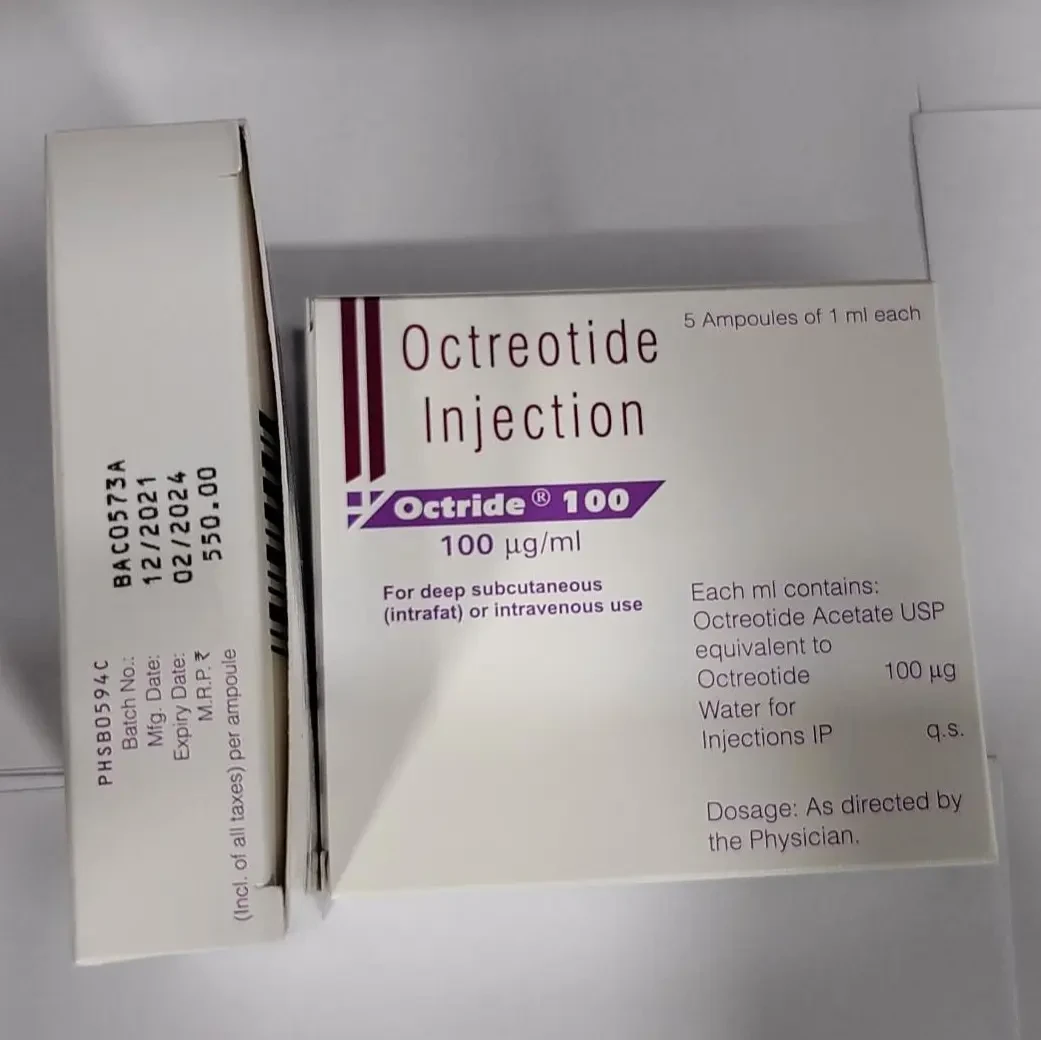 PHSB0594C
Batch No.: BAC0573A
Mfg. Date: 12/2021
Expiry Date: 02/2024
M.R.P. ₹ 550.00
(Incl. of all taxes) per ampoule
Octreotide
Injection
5 Ampoules of 1 ml each
Octride® 100
100 µg/ml
For deep subcutaneous
(intrafat) or intravenous use
Each ml contains:
Octreotide Acetate USP
equivalent to
Octreotide 100 µg
Water for
Injections IP q.s.
Dosage: As directed by
the Physician.